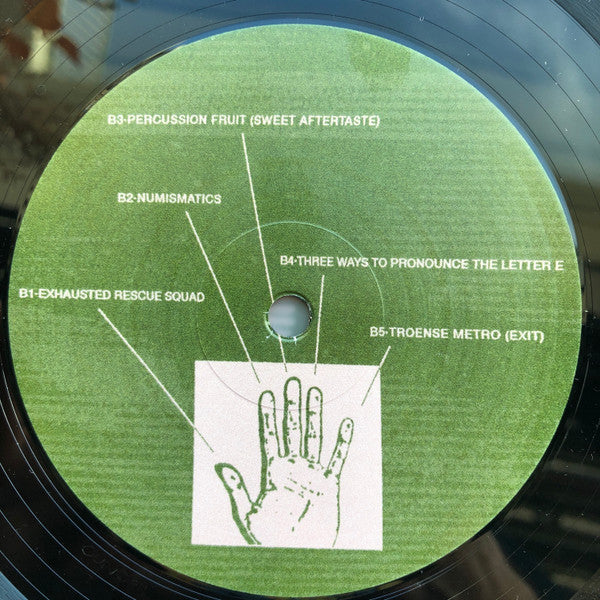 B3-PERCUSSION FRUIT (SWEET AFTERTASTE)
B2-NUMISMATICS
B4-THREE WAYS TO PRONOUNCE THE LETTER E
B1-EXHAUSTED RESCUE SQUAD
B5-TROENSE METRO (EXIT)